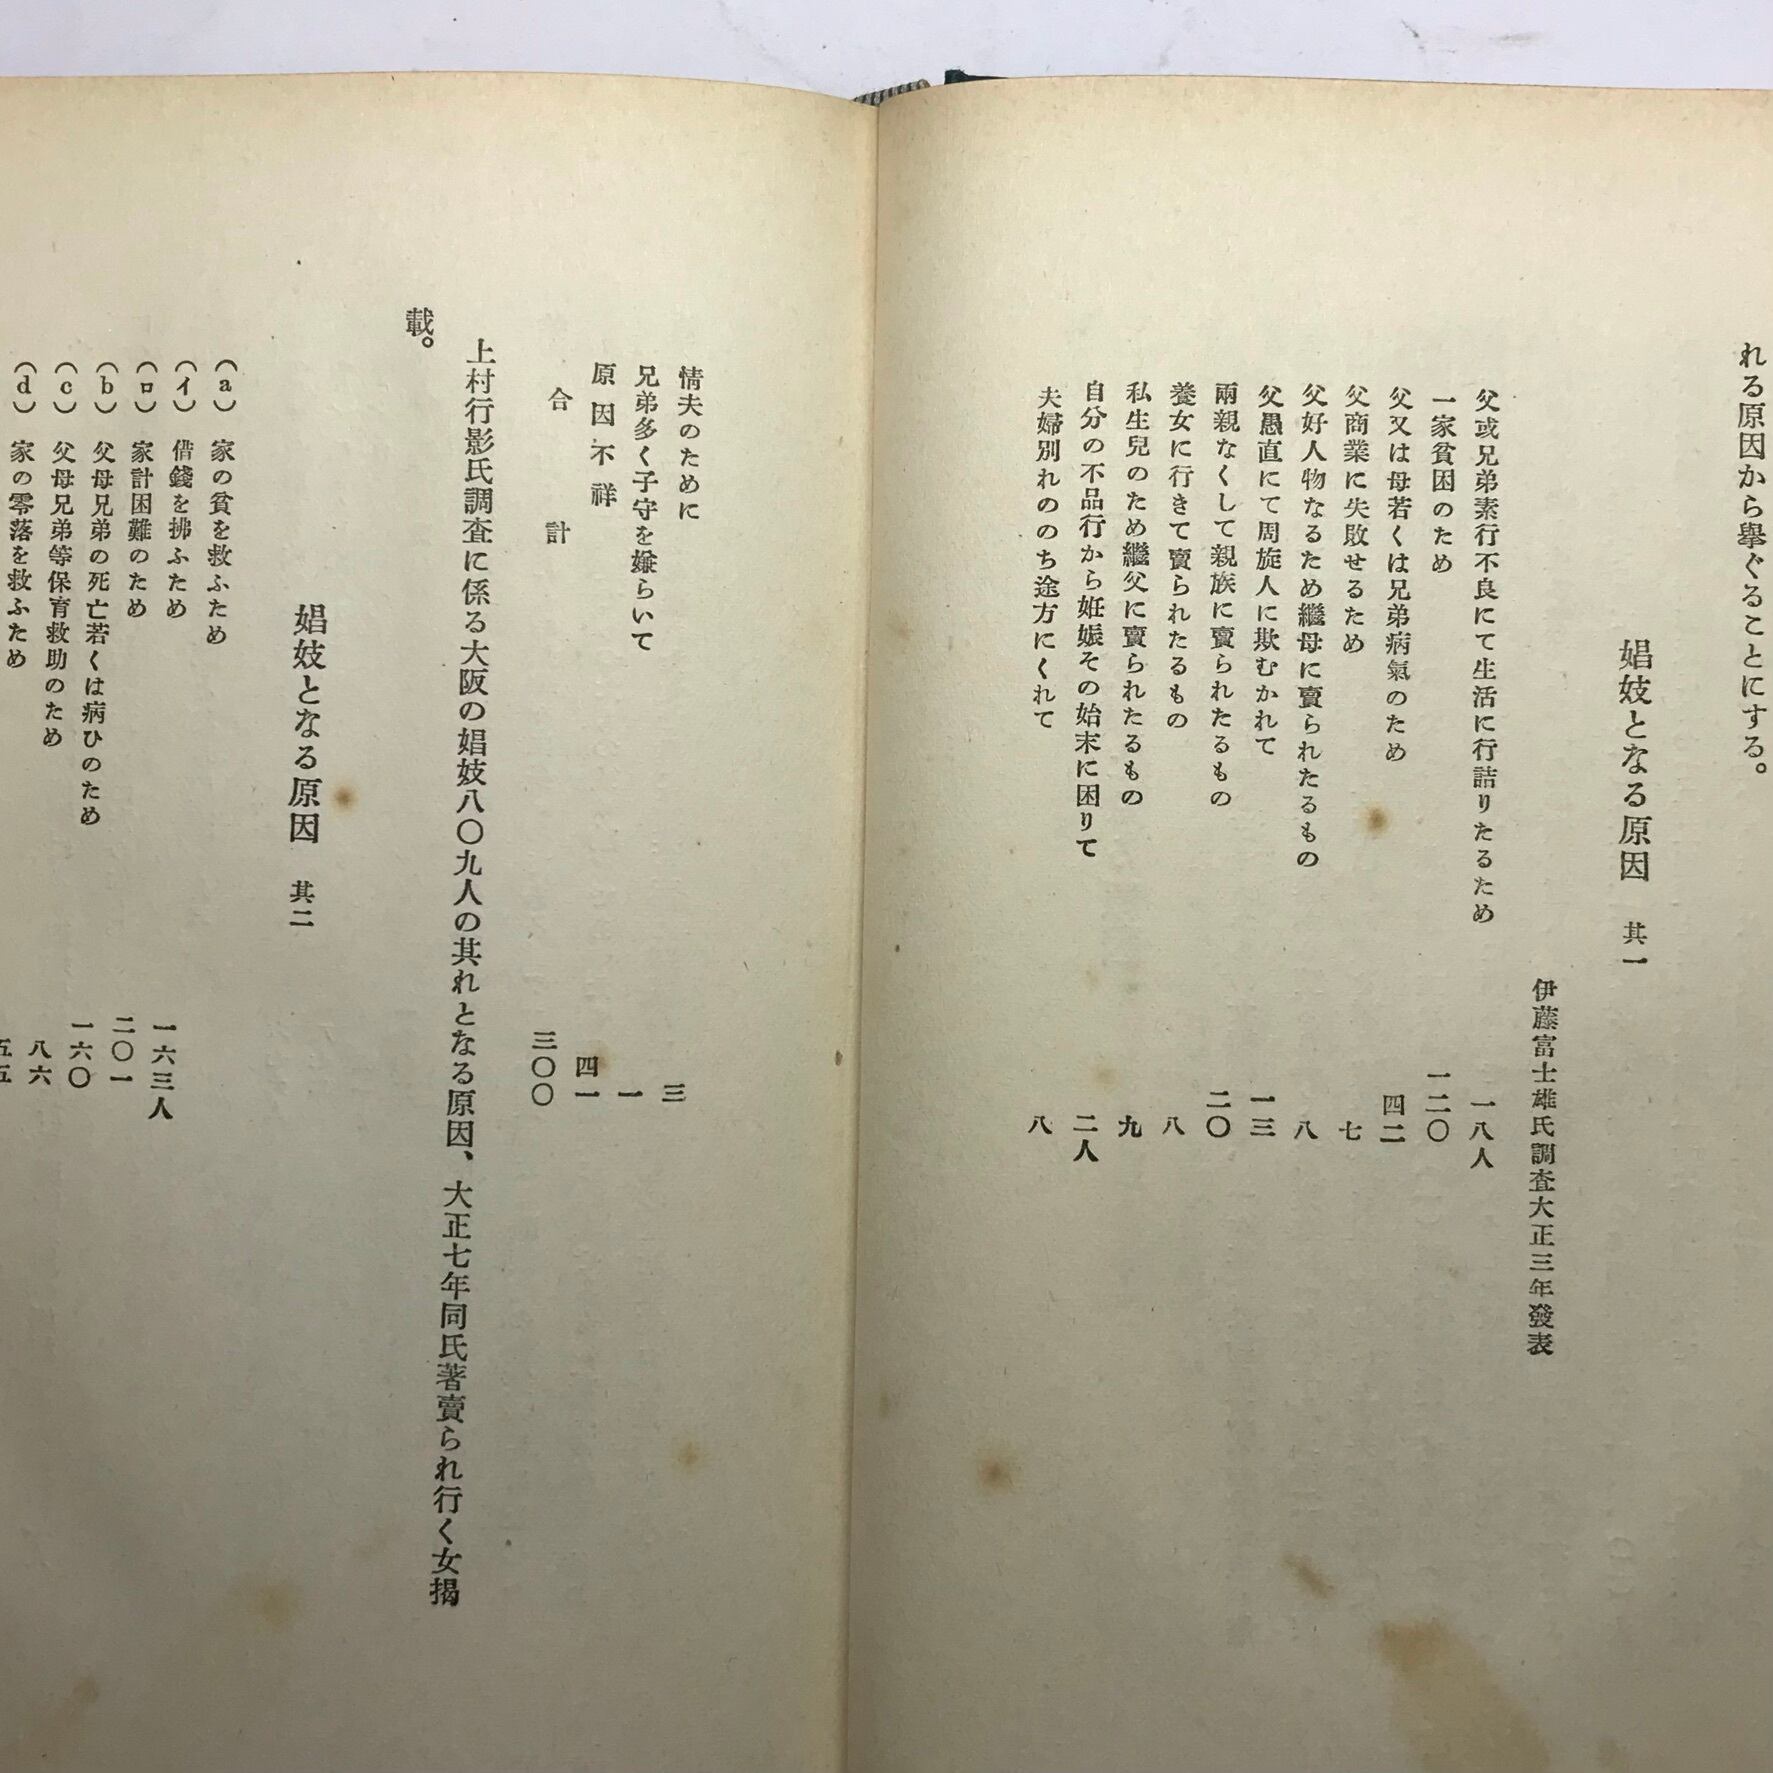 れる原因から擧ぐることにする。
娼妓となる原因 其一
伊藤富士雄氏調査大正三年發表
父或兄弟素行不良にて生活に行詰りたるため 一八人
一家貧困のため 一二〇
父又は母若くは兄弟病氣のため 四二
父商業に失敗せるため 七
父好人物なるため繼母に賣られたるもの 八
父愚直にて周旋人に欺むかれて 一三
兩親なくして親族に賣られたるもの 二〇
養女に行きて賣られたるもの 八
私生兒のため繼父に賣られたるもの 九
自分の不品行から姙娠その始末に困りて 二人
夫婦別れののち途方にくれて 八
情夫のために 三
兄弟多く子守を嫌らいて 一
原因不祥 四一
合計 三〇〇
上村行影氏調査に係る大阪の娼妓八〇九人の其れとなる原因、大正七年同氏著賣られ行く女揭
載。
娼妓となる原因 其二
（a） 家の貧を救ふため
（イ） 借錢を拂ふため 一六三人
（ロ） 家計困難のため 二〇一
（b） 父母兄弟の死亡若くは病ひのため 一六〇
（c） 父母兄弟等保育救助のため 八六
（d） 家の零落を救ふため 五五